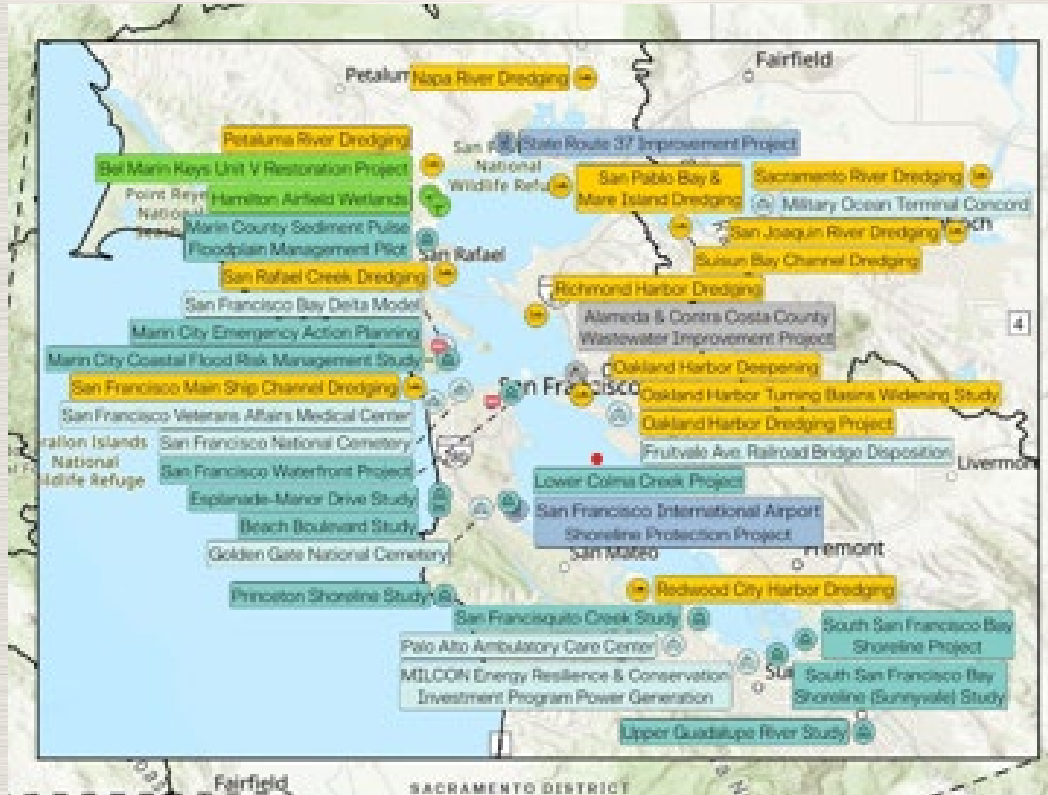 Fairfield
Napa River Dredging
Petaluma River Dredging
State Route 37 Improvement Project
National
Wildlife
Bel Marin Keys Unit V Restoration Project
San Pablo Bay &
Mare Island Dredging
Sacramento River Dredging
Hamilton Airfield Wetlands
Military Ocean Terminal Concord
Marin County Sediment Pulse
Floodplain Management Pilot
San Joaquin River Dredging
San Rafael
Suisun Bay Channel Dredging
San Rafael Creek Dredging
Richmond Harbor Dredging
San Francisco Bay Delta Model
Alameda & Contra Costa County
Wastewater Improvement Project
4
Marin City Emergency Action Planning
Marin City Coastal Flood Risk Management Study
Oakland Harbor Deepening
San Francisco Main Ship Channel Dredging
San Francisco
Oakland Harbor Turning Basins Widening Study
San Francisco Veterans Affairs Medical Center
Oakland Harbor Dredging Project
San Francisco National Cemetery
Fruitvale Ave. Railroad Bridge Disposition
Islands
National
Refuge
San Francisco Waterfront Project
Lower Colma Creek Project
Esplanade-Manor Drive Study
San Francisco International Airport
Shoreline Protection Project
Beach Boulevard Study
Golden Gate National Cemetery
San Mateo
Fremont
Princeton Shoreline Study
Redwood City Harbor Dredging
San Francisquito Creek Study
South San Francisco Bay
Shoreline Project
Palo Alto Ambulatory Care Center
MILCON Energy Resilience & Conservation
Investment Program Power Generation
South San Francisco Bay
Shoreline (Sunnyvale) Study
Upper Guadalupe River Study
Fairfield
SACRAMENTO DISTRICT